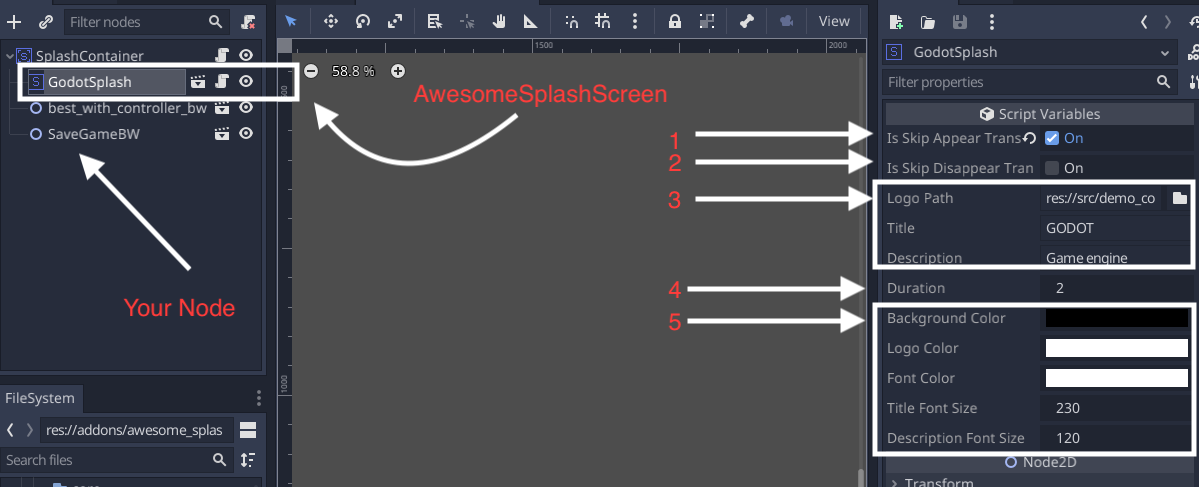 Filter nodes
SplashContainer
GodotSplash
best_with_controller_bw
SaveGameBW
Your Node
FileSystem
res://addons/awesome_splas
Search files
View
1500
2000
58.8 %
AwesomeSplashScreen
1000
1
2
3
4
5
GodotSplash
Filter properties
Script Variables
Is Skip Appear Trans
On
Is Skip Disappear Tran
On
Logo Path
res://src/demo_co
Title
GODOT
Description
Game engine
Duration
2
Background Color
Logo Color
Font Color
Title Font Size
230
Description Font Size
120
Node2D
Transform